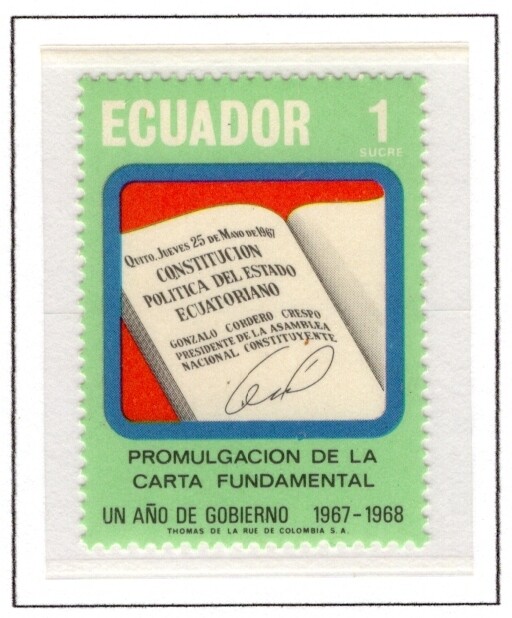 ECUADOR 1
SUCRE
QUITO, JUEVES 25 DE MAYO DE 1967
CONSTITUCION
POLITICA DEL ESTADO
ECUATORIANO
GONZALO CORDERO CRESPO
PRESIDENTE DE LA ASAMBLEA
NACIONAL CONSTITUYENTE
PROMULGACION DE LA
CARTA FUNDAMENTAL
UN AÑO DE GOBIERNO 1967-1968
THOMAS DE LA RUE DE COLOMBIA S. A.